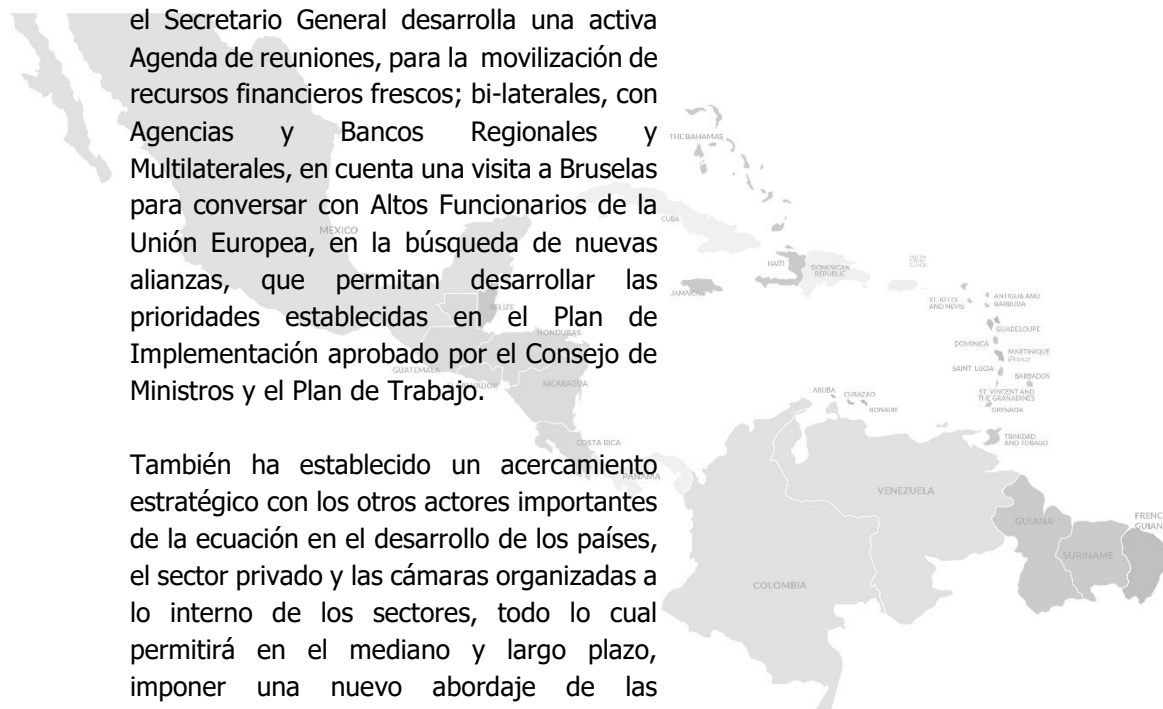 el Secretario General desarrolla una activa
Agenda de reuniones, para la movilización de
recursos financieros frescos; bi-laterales, con
Agencias y Bancos Regionales y
Multilaterales, en cuenta una visita a Bruselas
para conversar con Altos Funcionarios de la
Unión Europea, en la búsqueda de nuevas
alianzas, que permitan desarrollar las
prioridades establecidas en el Plan de
Implementación aprobado por el Consejo de
Ministros y el Plan de Trabajo.
También ha establecido un acercamiento
estratégico con los otros actores importantes
de la ecuación en el desarrollo de los países,
el sector privado y las cámaras organizadas a
lo interno de los sectores, todo lo cual
permitirá en el mediano y largo plazo,
imponer una nuevo abordaje de las
THE BAHAMAS
MEXICO
CUBA
HAITI
DOMINICAN
REPUBLIC
JAMAICA
BELIZE
HONDURAS
GUATEMALA
NICARAGUA
COSTA RICA
PANAMA
ST. KITTS
AND NEVIS
ANTIGUA AND
BARBUDA
GUADELOUPE
DOMINICA
MARTINIQUE
SAINT LUCIA
BARBADOS
ST. VINCENT AND
THE GRANADINES
GRENADA
ARUBA
CURAZAO
BONAIRE
TRINIDAD
AND TOBAGO
VENEZUELA
COLOMBIA
GUIANA
SURINAME
FRENC
GUIAN